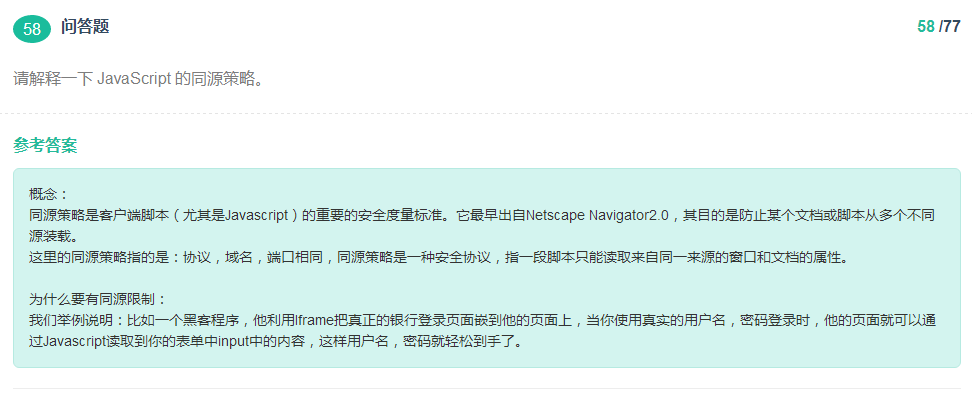 58 问答题 58 /77
请解释一下 JavaScript 的同源策略。
参考答案
概念：
同源策略是客户端脚本（尤其是Javascript）的重要的安全度量标准。它最早出自Netscape Navigator2.0，其目的是防止某个文档或脚本从多个不同
源装载。
这里的同源策略指的是：协议，域名，端口相同，同源策略是一种安全协议，指一段脚本只能读取来自同一来源的窗口和文档的属性。
为什么要有同源限制：
我们举例说明：比如一个黑客程序，他利用Iframe把真正的银行登录页面嵌到他的页面上，当你使用真实的用户名，密码登录时，他的页面就可以通
过Javascript读取到你的表单中input中的内容，这样用户名，密码就轻松到手了。